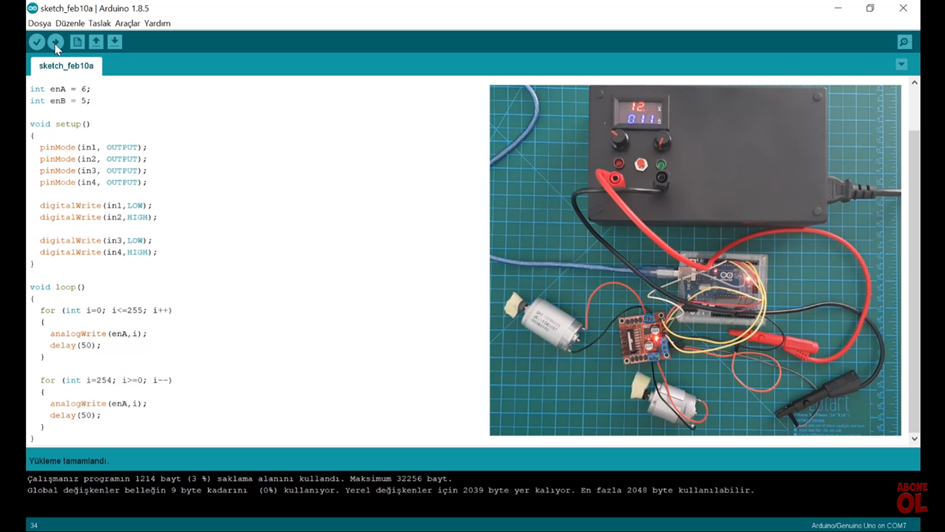 sketch_feb10a | Arduino 1.8.5
Dosya Düzenle Taslak Araçlar Yardım
sketch_feb10a
int enA = 6;
int enB = 5;
void setup()
{
pinMode(in1, OUTPUT);
pinMode(in2, OUTPUT);
pinMode(in3, OUTPUT);
pinMode(in4, OUTPUT);
digitalWrite(in1,LOW);
digitalWrite(in2,HIGH);
digitalWrite(in3,LOW);
digitalWrite(in4,HIGH);
}
void loop()
{
for (int i=0; i<=255; i++)
{
analogWrite(enA,i);
delay(50);
}
for (int i=254; i>=0; i--)
{
analogWrite(enA,i);
delay(50);
}
}
Yükleme tamamlandı.
Çalışmanız programın 1214 bayt (3 %) saklama alanını kullandı. Maksimum 32256 bayt.
Global değişkenler belleğin 9 byte kadarını (0%) kullanıyor. Yerel değişkenler için 2039 byte yer kalıyor. En fazla 2048 byte kullanılabilir.
ABONE
OL
34
Arduino/Genuino Uno on COM7